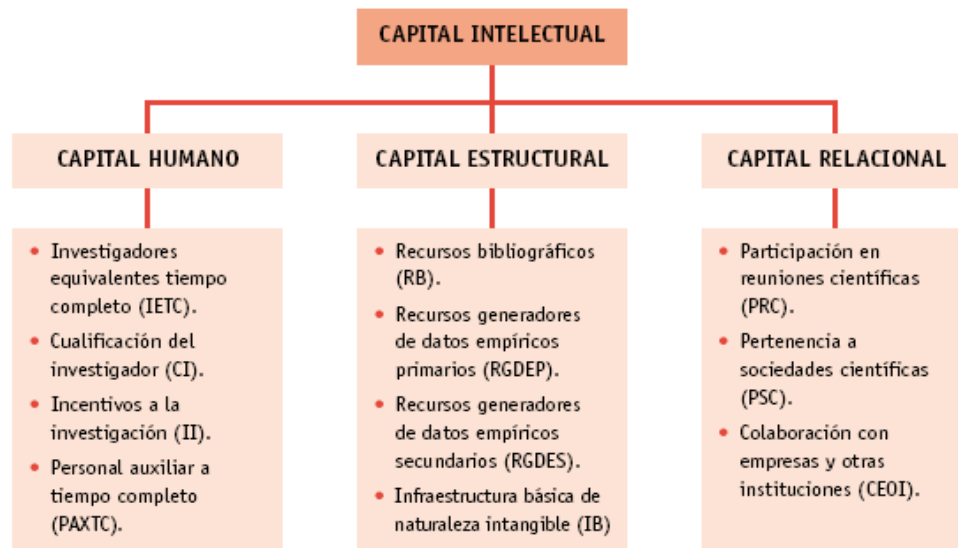 CAPITAL INTELECTUAL
CAPITAL HUMANO
• Investigadores
equivalentes tiempo
completo (IETC).
• Cualificación del
investigador (CI).
• Incentivos a la
investigación (II).
• Personal auxiliar a
tiempo completo
(PAXTC).
CAPITAL ESTRUCTURAL
• Recursos bibliográficos
(RB).
• Recursos generadores
de datos empíricos
primarios (RGDEP).
• Recursos generadores
de datos empíricos
secundarios (RGDES).
• Infraestructura básica de
naturaleza intangible (IB)
CAPITAL RELACIONAL
• Participación en
reuniones científicas
(PRC).
• Pertenencia a
sociedades científicas
(PSC).
• Colaboración con
empresas y otras
instituciones (CEOI).